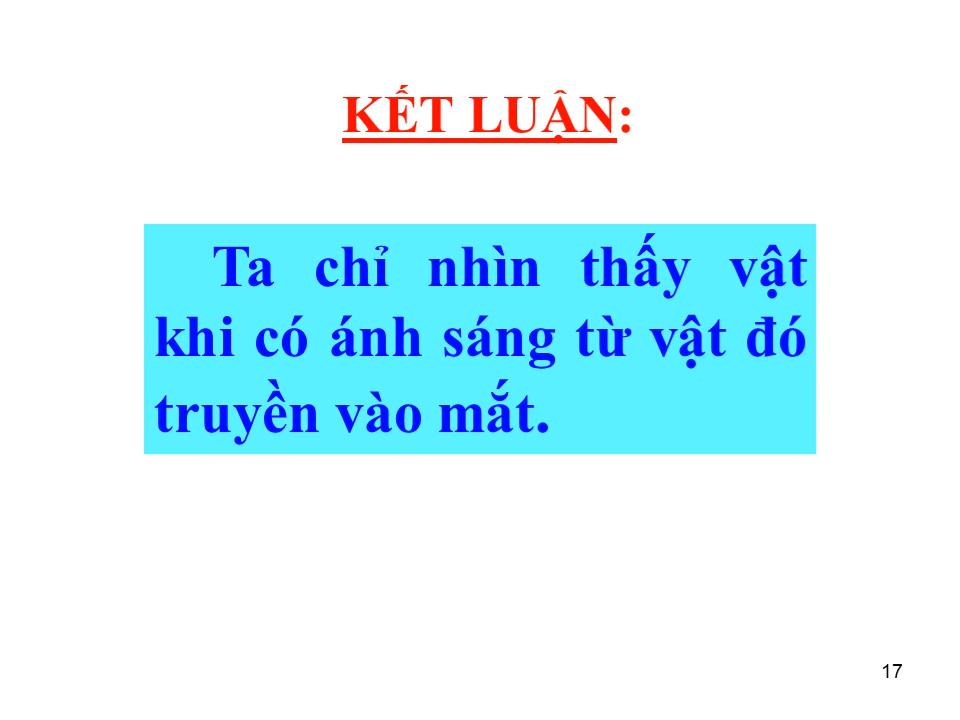 KẾT LUẬN:
Ta chỉ nhìn thấy vật
khi có ánh sáng từ vật đó
truyền vào mắt.
17